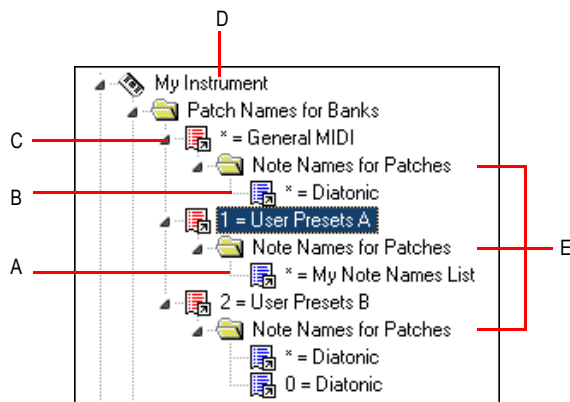 D
My Instrument
Patch Names for Banks
C * = General MIDI
Note Names for Patches
B * = Diatonic
1 = User Presets A
Note Names for Patches
E
A * = My Note Names List
2 = User Presets B
Note Names for Patches
* = Diatonic
0 = Diatonic